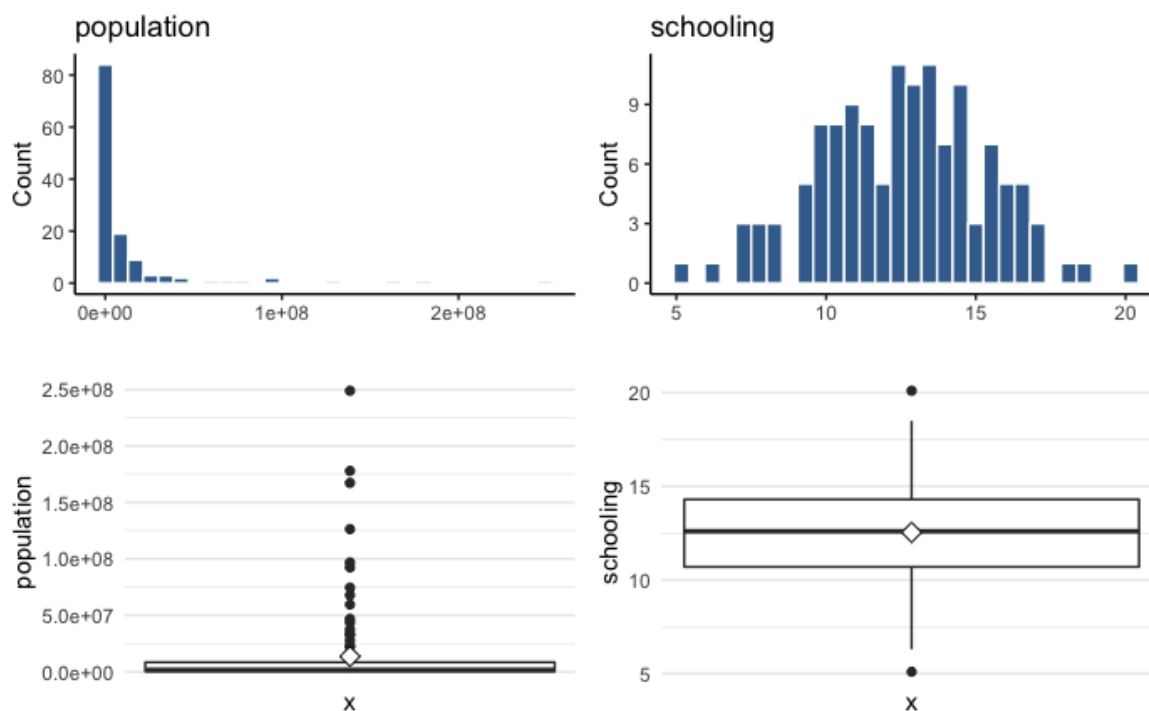 population
Count
80
60
40
20
0
0e+00 1e+08 2e+08
schooling
Count
9
6
3
0
5 10 15 20
population
2.5e+08
2.0e+08
1.5e+08
1.0e+08
5.0e+07
0.0e+00
x
schooling
20
15
10
5
x